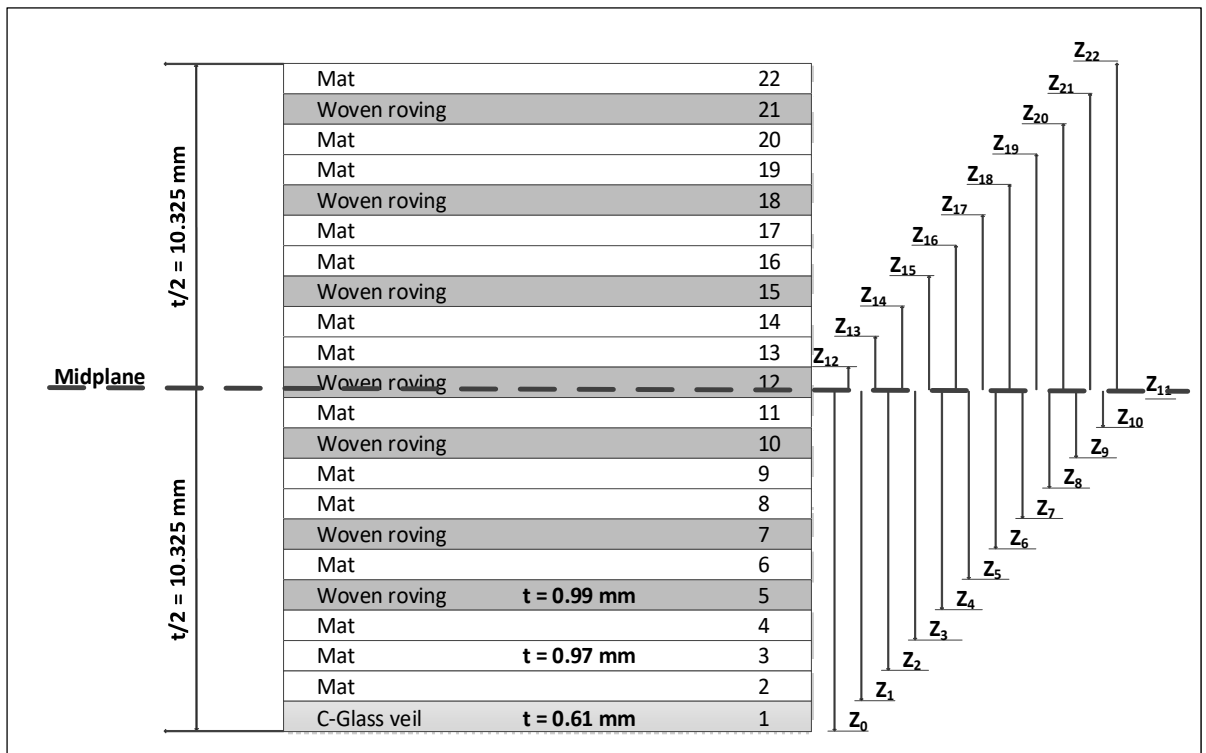 Z22
Mat 22
Z21
Woven roving 21
Z20
Mat 20
Z19
Mat 19
Z18
Woven roving 18
Z17
Mat 17
Z16
Mat 16
Z15
Woven roving 15
Z14
Mat 14
Z13
Mat 13
Z12
Midplane
Woven roving 12
Z11
Mat 11
Z10
Woven roving 10
Z9
Mat 9
Z8
Mat 8
Z7
Woven roving 7
Z6
Mat 6
Z5
Woven roving t = 0.99 mm 5
Z4
Mat 4
Z3
Mat t = 0.97 mm 3
Z2
Mat 2
Z1
C-Glass veil t = 0.61 mm 1
Z0
t/2 = 10.325 mm
t/2 = 10.325 mm